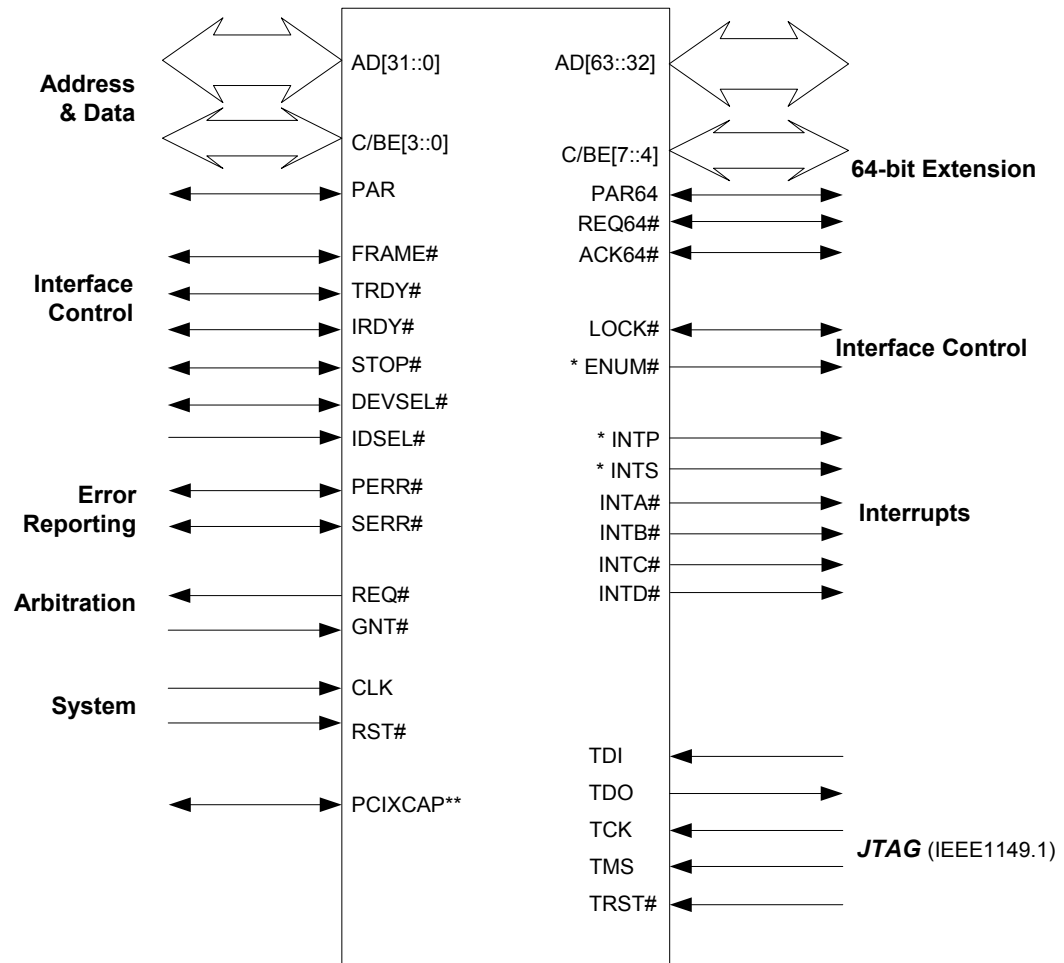 Address
& Data
AD[31::0]
C/BE[3::0]
PAR
Interface
Control
FRAME#
TRDY#
IRDY#
STOP#
DEVSEL#
IDSEL#
Error
Reporting
PERR#
SERR#
Arbitration
REQ#
GNT#
System
CLK
RST#
PCIXCAP**
AD[63::32]
C/BE[7::4]
PAR64
REQ64#
ACK64#
64-bit Extension
LOCK#
* ENUM#
Interface Control
* INTP
* INTS
INTA#
INTB#
INTC#
INTD#
Interrupts
TDI
TDO
TCK
TMS
TRST#
JTAG (IEEE1149.1)